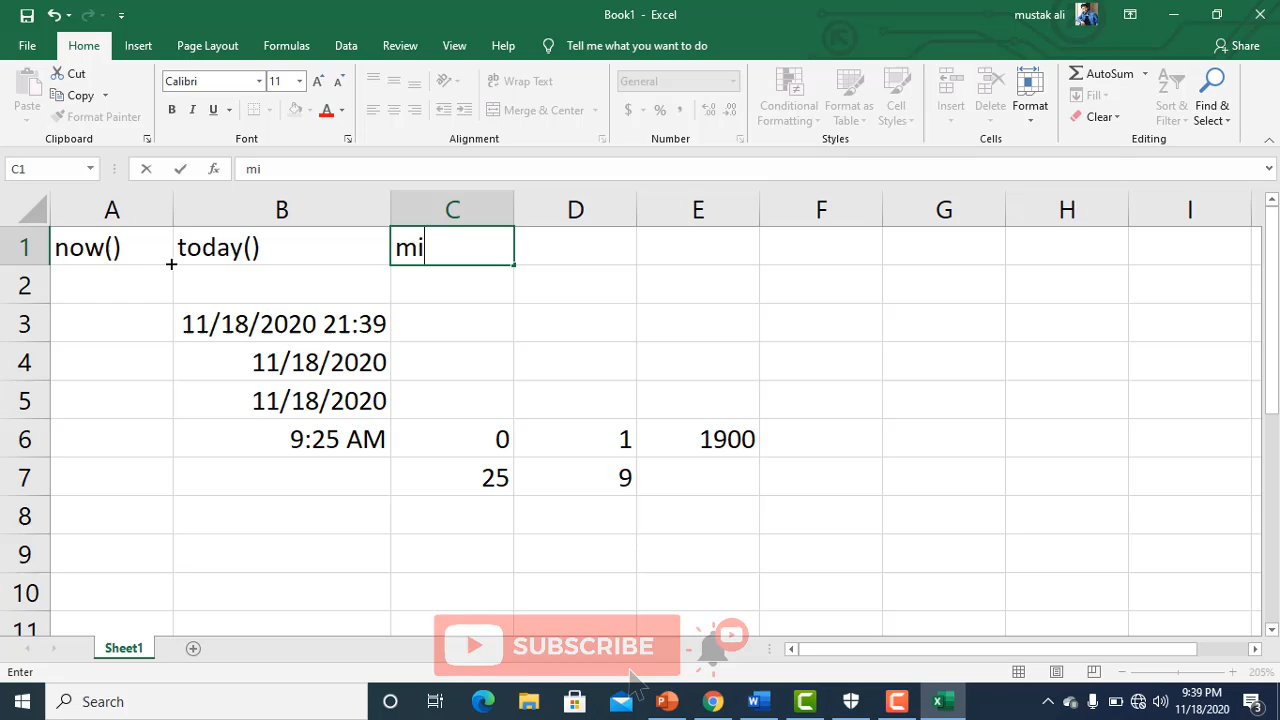 Book1 - Excel
mustak ali
File Home Insert Page Layout Formulas Data Review View Help Tell me what you want to do Share
Paste Cut Copy Format Painter Clipboard
Calibri 11 B I U A Font
Wrap Text Merge & Center Alignment
General $ % , Number
Conditional Formatting Format as Table Cell Styles Styles
Insert Delete Format Cells
AutoSum Fill Clear Sort & Filter Find & Select Editing
C1 fx mi
A B C D E F G H I
1 now() today() mi
2
3 11/18/2020 21:39
4 11/18/2020
5 11/18/2020
6 9:25 AM 0 1 1900
7 25 9
8
9
10
11
SUBSCRIBE
Sheet1
Enter 205%
Search
9:39 PM
11/18/2020
3